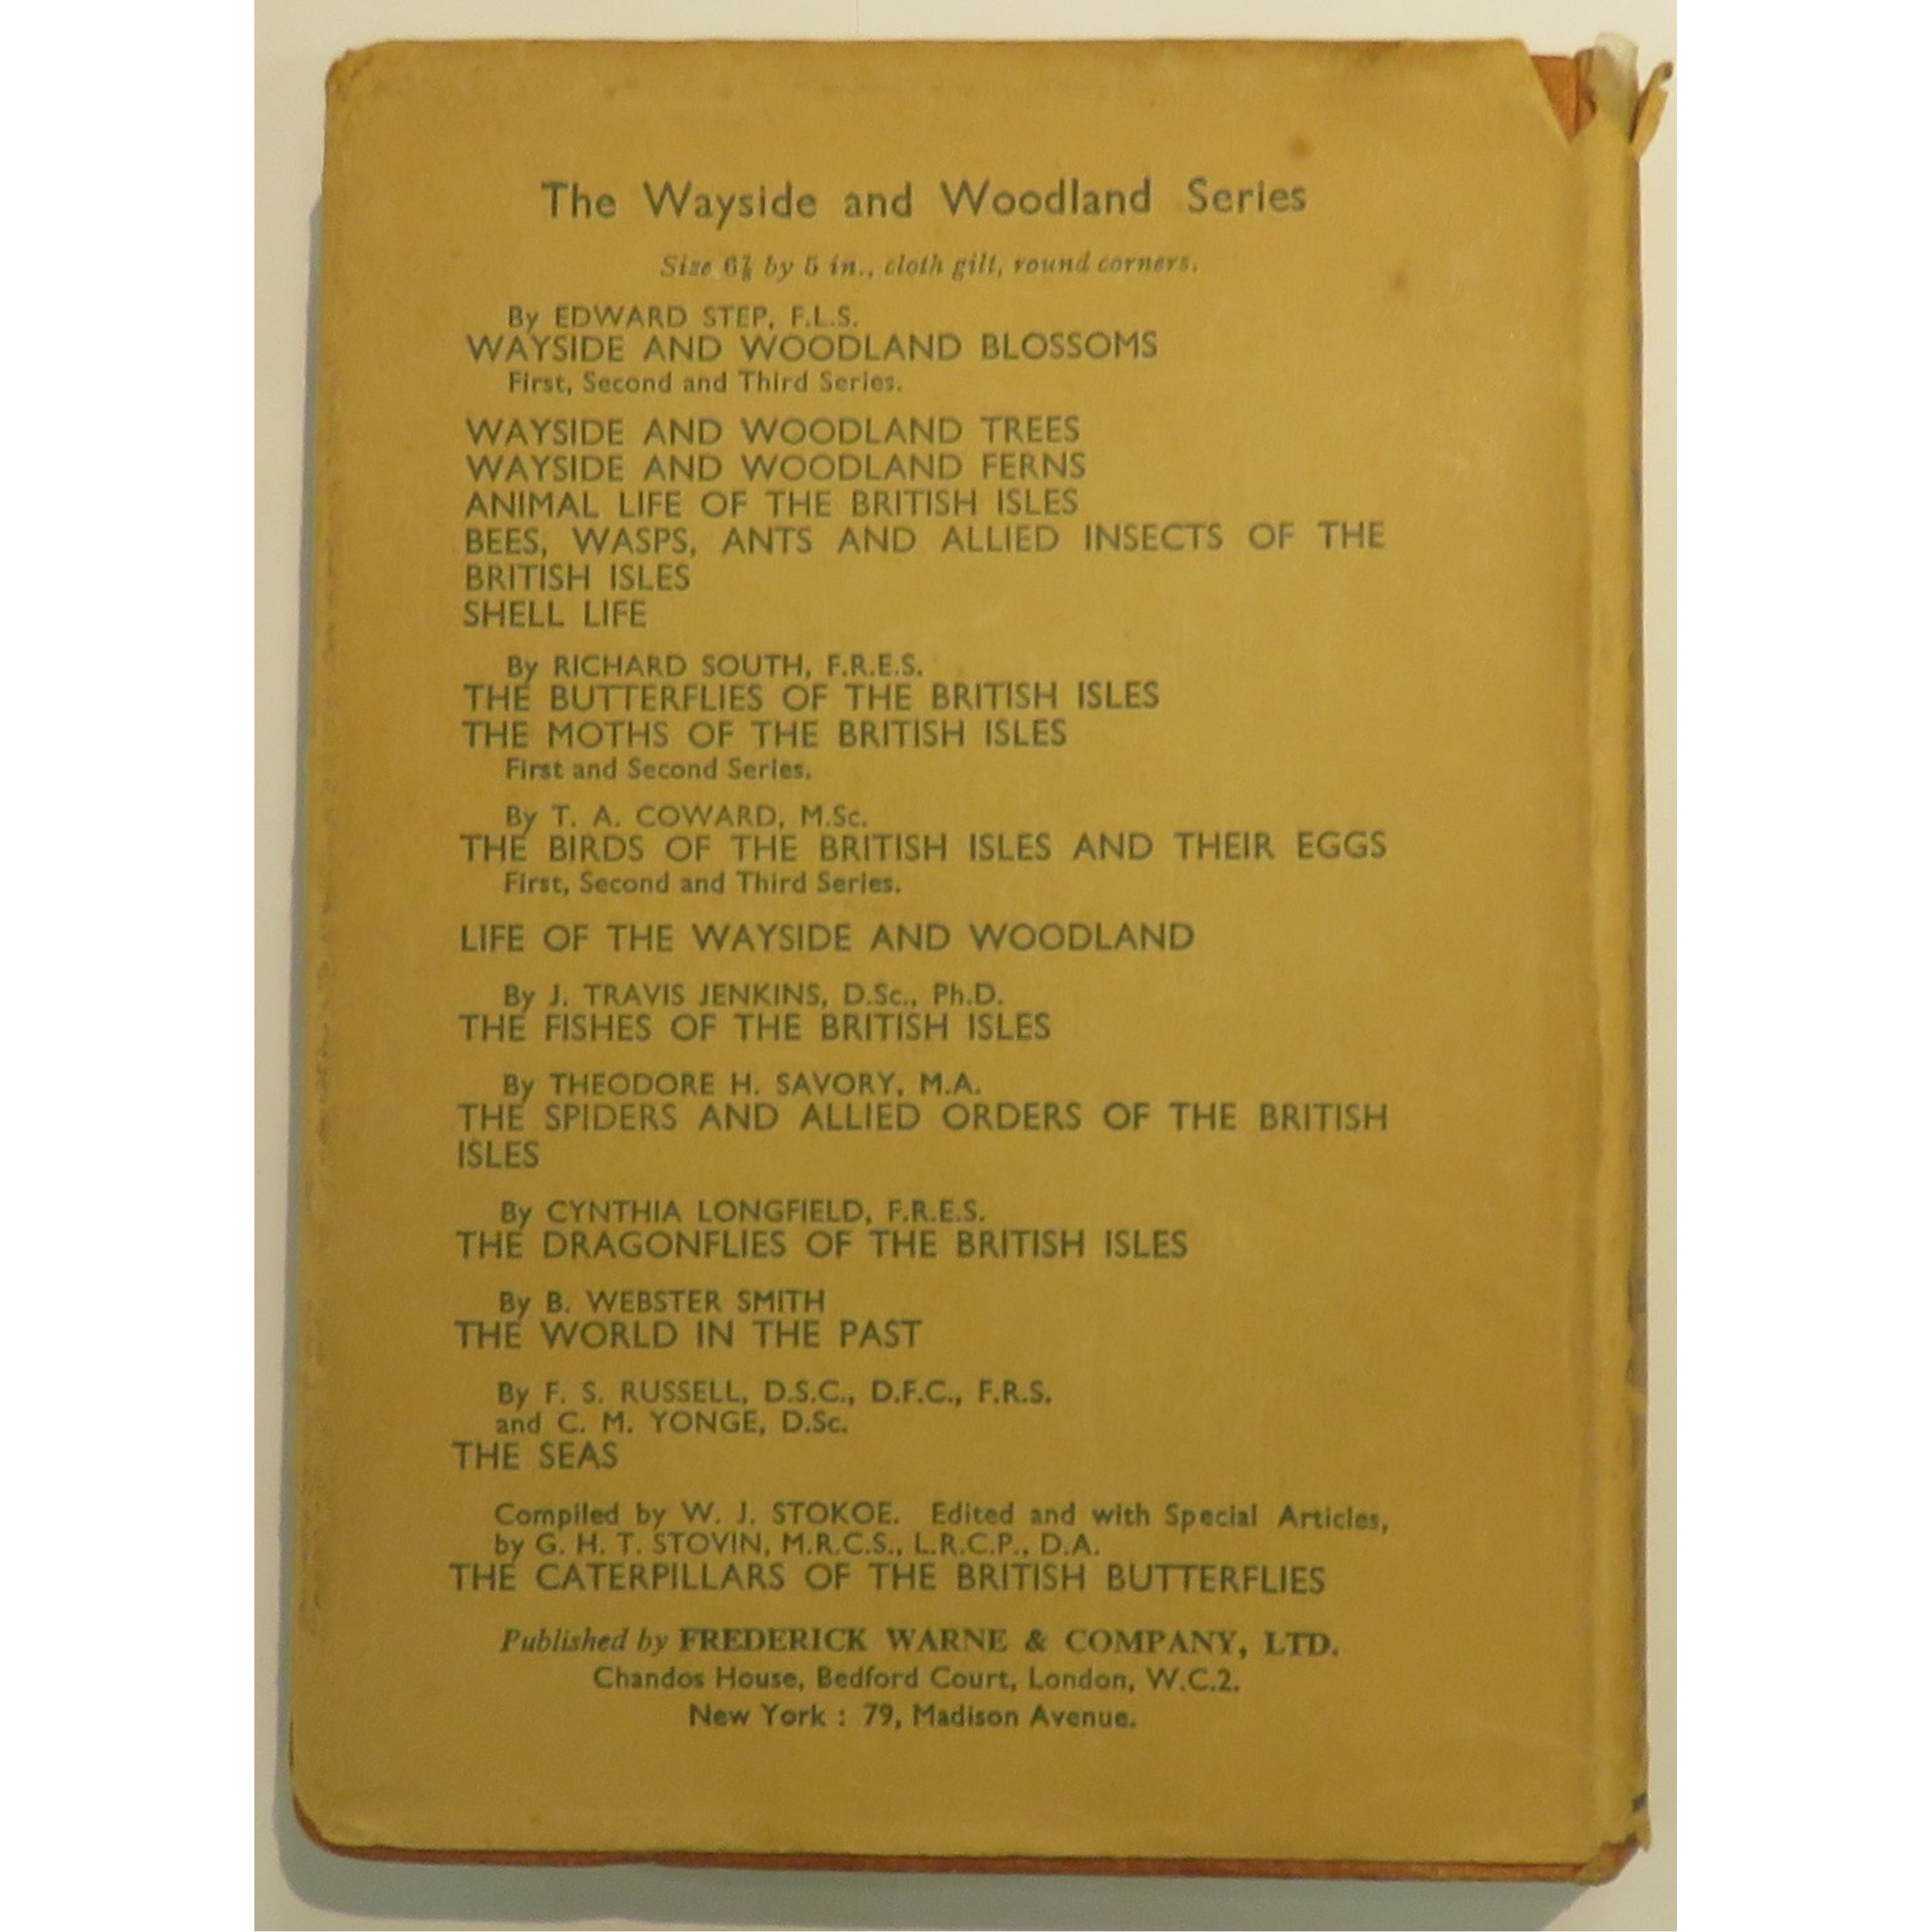 The Wayside and Woodland Series
Size 6⅞ by 5 in., cloth gilt, round corners.
By EDWARD STEP, F.L.S.
WAYSIDE AND WOODLAND BLOSSOMS
First, Second and Third Series.
WAYSIDE AND WOODLAND TREES
WAYSIDE AND WOODLAND FERNS
ANIMAL LIFE OF THE BRITISH ISLES
BEES, WASPS, ANTS AND ALLIED INSECTS OF THE
BRITISH ISLES
SHELL LIFE
By RICHARD SOUTH, F.R.E.S.
THE BUTTERFLIES OF THE BRITISH ISLES
THE MOTHS OF THE BRITISH ISLES
First and Second Series.
By T. A. COWARD, M.Sc.
THE BIRDS OF THE BRITISH ISLES AND THEIR EGGS
First, Second and Third Series.
LIFE OF THE WAYSIDE AND WOODLAND
By J. TRAVIS JENKINS, D.Sc., Ph.D.
THE FISHES OF THE BRITISH ISLES
By THEODORE H. SAVORY, M.A.
THE SPIDERS AND ALLIED ORDERS OF THE BRITISH
ISLES
By CYNTHIA LONGFIELD, F.R.E.S.
THE DRAGONFLIES OF THE BRITISH ISLES
By B. WEBSTER SMITH
THE WORLD IN THE PAST
By F. S. RUSSELL, D.S.C., D.F.C., F.R.S.
and C. M. YONGE, D.Sc.
THE SEAS
Compiled by W. J. STOKOE. Edited and with Special Articles,
by G. H. T. STOVIN, M.R.C.S., L.R.C.P., D.A.
THE CATERPILLARS OF THE BRITISH BUTTERFLIES
Published by FREDERICK WARNE & COMPANY, LTD.
Chandos House, Bedford Court, London, W.C.2.
New York : 79, Madison Avenue.